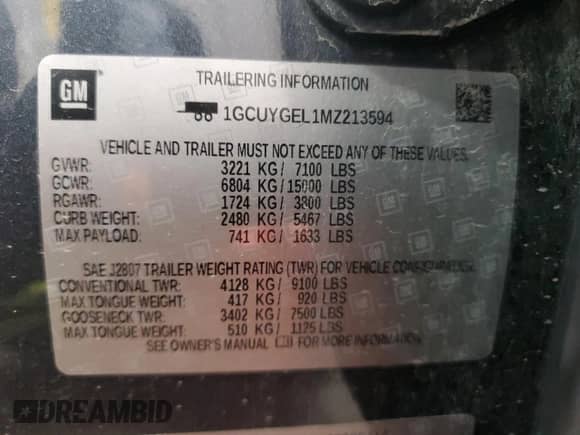 GM
TRAILERING INFORMATION
1GCUYGEL1MZ213594
VEHICLE AND TRAILER MUST NOT EXCEED ANY OF THESE VALUES.
GVWR: 3221 KG/ 7100 LBS
GCWR: 6804 KG/15000 LBS
RGAWR: 1724 KG/ 3800 LBS
CURB WEIGHT: 2480 KG/ 5467 LBS
MAX PAYLOAD: 741 KG/ 1633 LBS
SAE J2807 TRAILER WEIGHT RATING (TWR) FOR VEHICLE CONFIGURATION.
CONVENTIONAL TWR: 4128 KG/ 9100 LBS
MAX TONGUE WEIGHT: 417 KG/ 920 LBS
GOOSENECK TWR: 3402 KG/ 7500 LBS
MAX TONGUE WEIGHT: 510 KG/ 1125 LBS
SEE OWNER'S MANUAL FOR MORE INFORMATION
DREAMBID